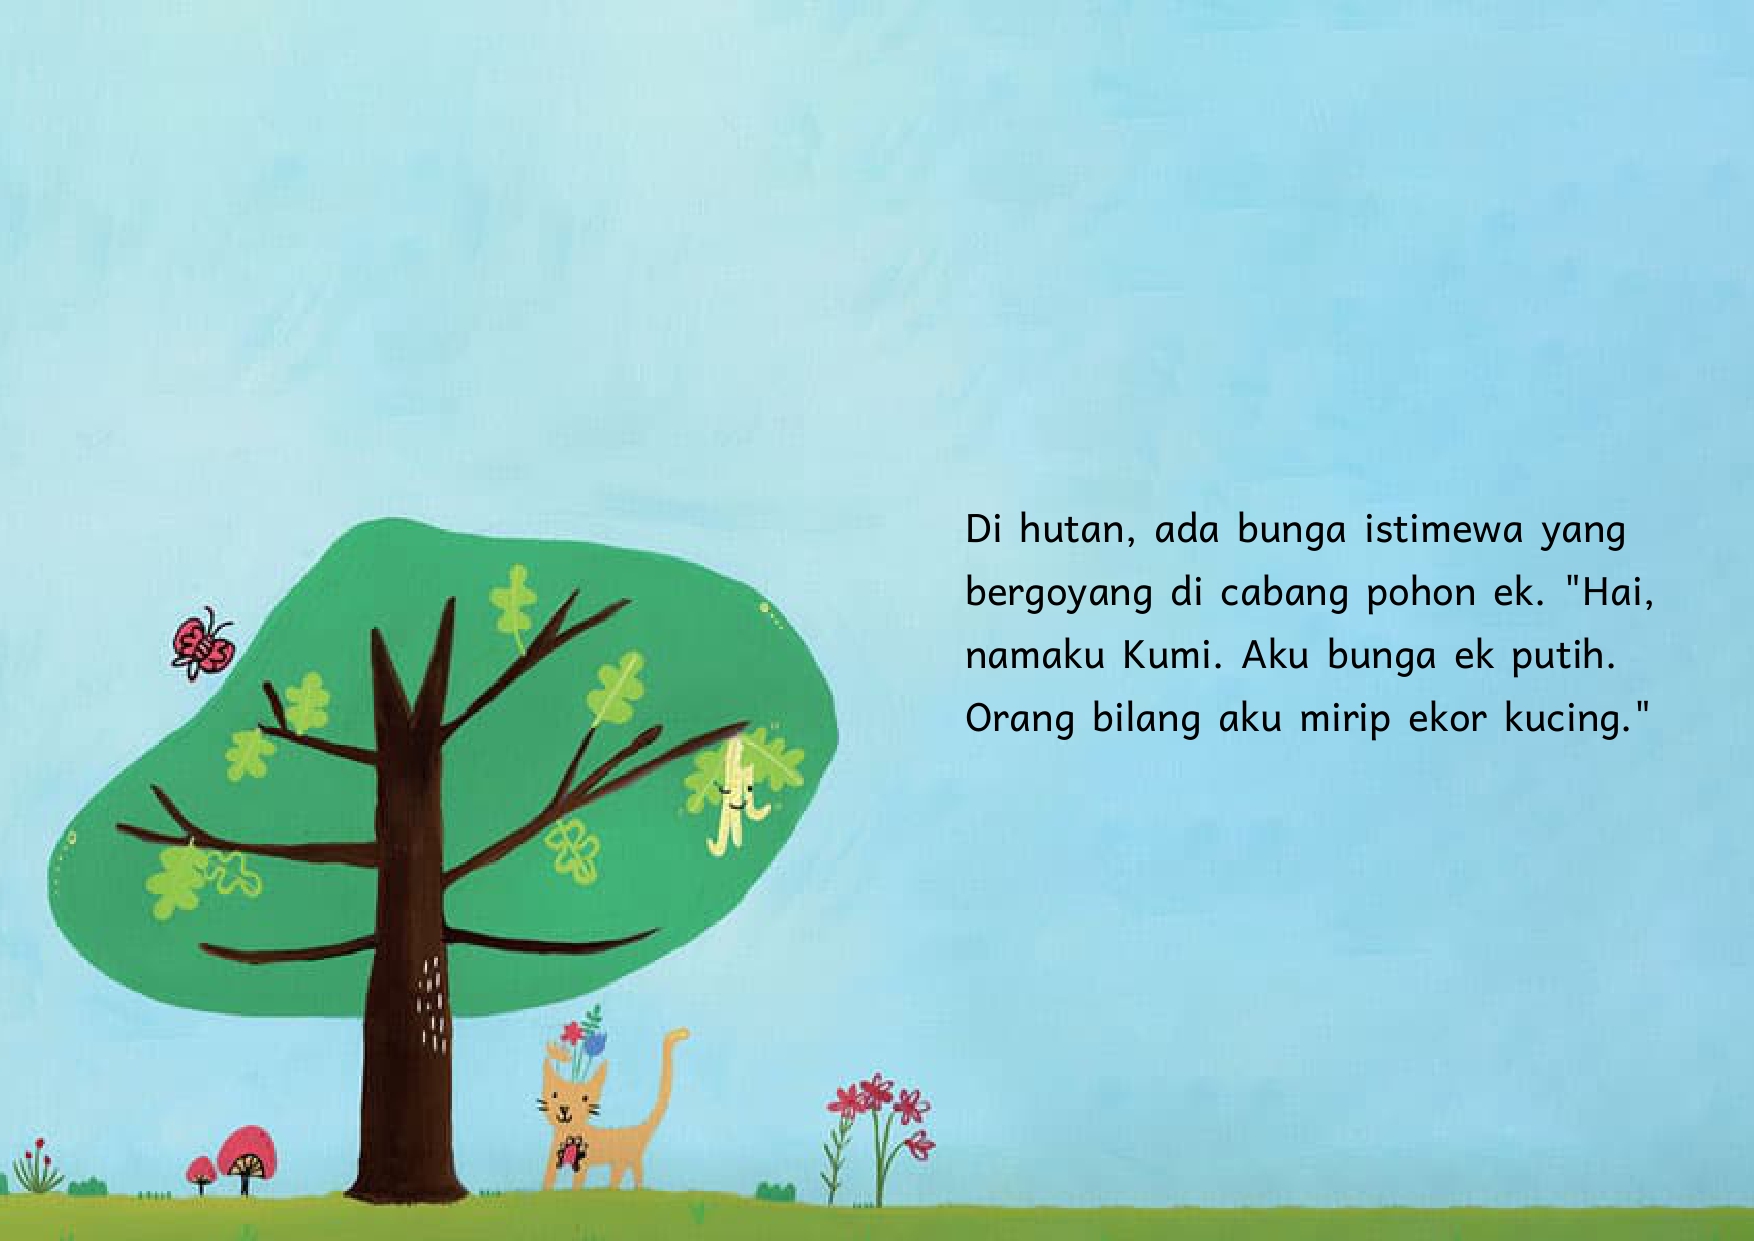 Di hutan, ada bunga istimewa yang
bergoyang di cabang pohon ek. "Hai,
namaku Kumi. Aku bunga ek putih.
Orang bilang aku mirip ekor kucing."